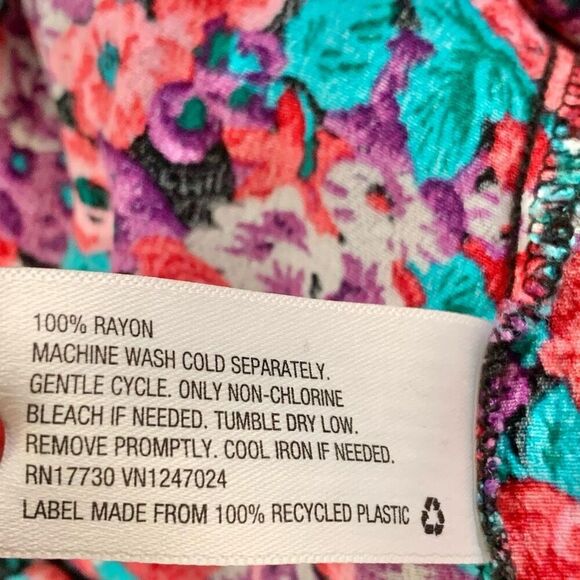 100% RAYON
MACHINE WASH COLD SEPARATELY.
GENTLE CYCLE. ONLY NON-CHLORINE
BLEACH IF NEEDED. TUMBLE DRY LOW.
REMOVE PROMPTLY. COOL IRON IF NEEDED.
RN17730 VN1247024
LABEL MADE FROM 100% RECYCLED PLASTIC